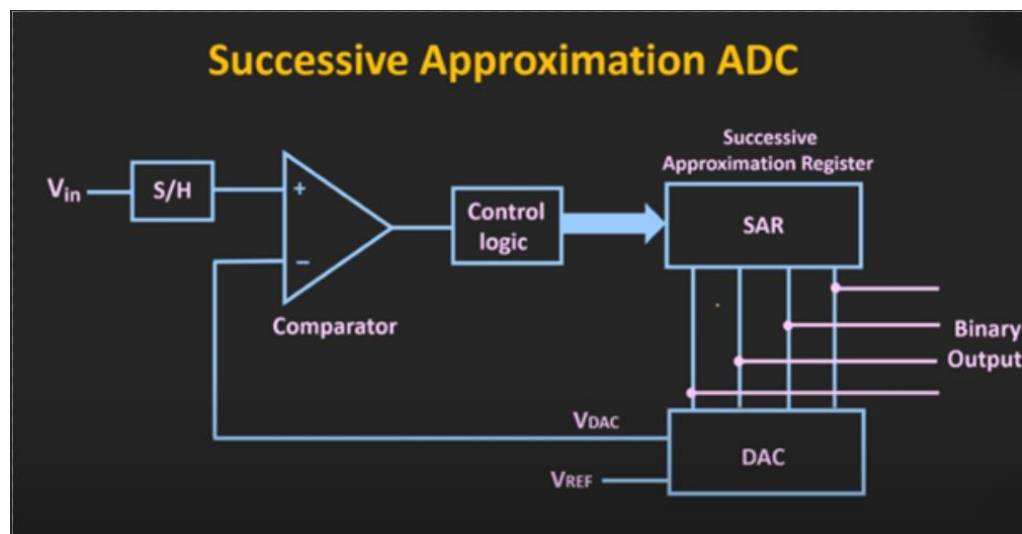 Successive Approximation ADC
Successive
Approximation Register
Vin
S/H
+
−
Comparator
Control
logic
SAR
Binary
Output
VDAC
VREF
DAC